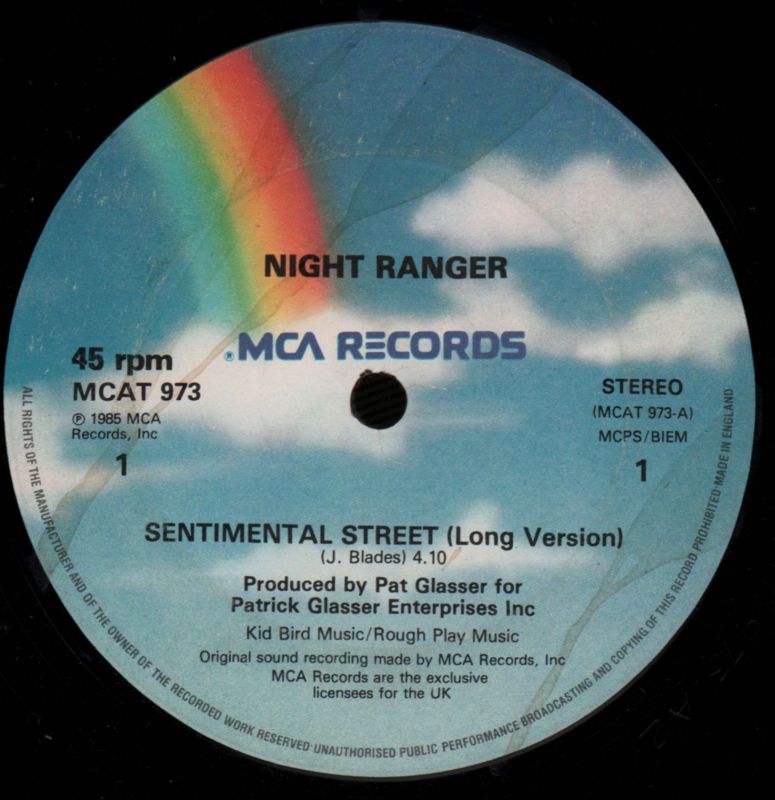 NIGHT RANGER
® MCA RECORDS
45 rpm
MCAT 973
℗ 1985 MCA
Records, Inc
1
STEREO
(MCAT 973-A)
MCPS/BIEM
1
SENTIMENTAL STREET (Long Version)
(J. Blades) 4.10
Produced by Pat Glasser for
Patrick Glasser Enterprises Inc
Kid Bird Music/Rough Play Music
Original sound recording made by MCA Records, Inc
MCA Records are the exclusive
licensees for the UK
ALL RIGHTS OF THE MANUFACTURER AND OF THE OWNER OF THE RECORDED WORK RESERVED·UNAUTHORISED PUBLIC PERFORMANCE BROADCASTING AND COPYING OF THIS RECORD PROHIBITED·MADE IN ENGLAND